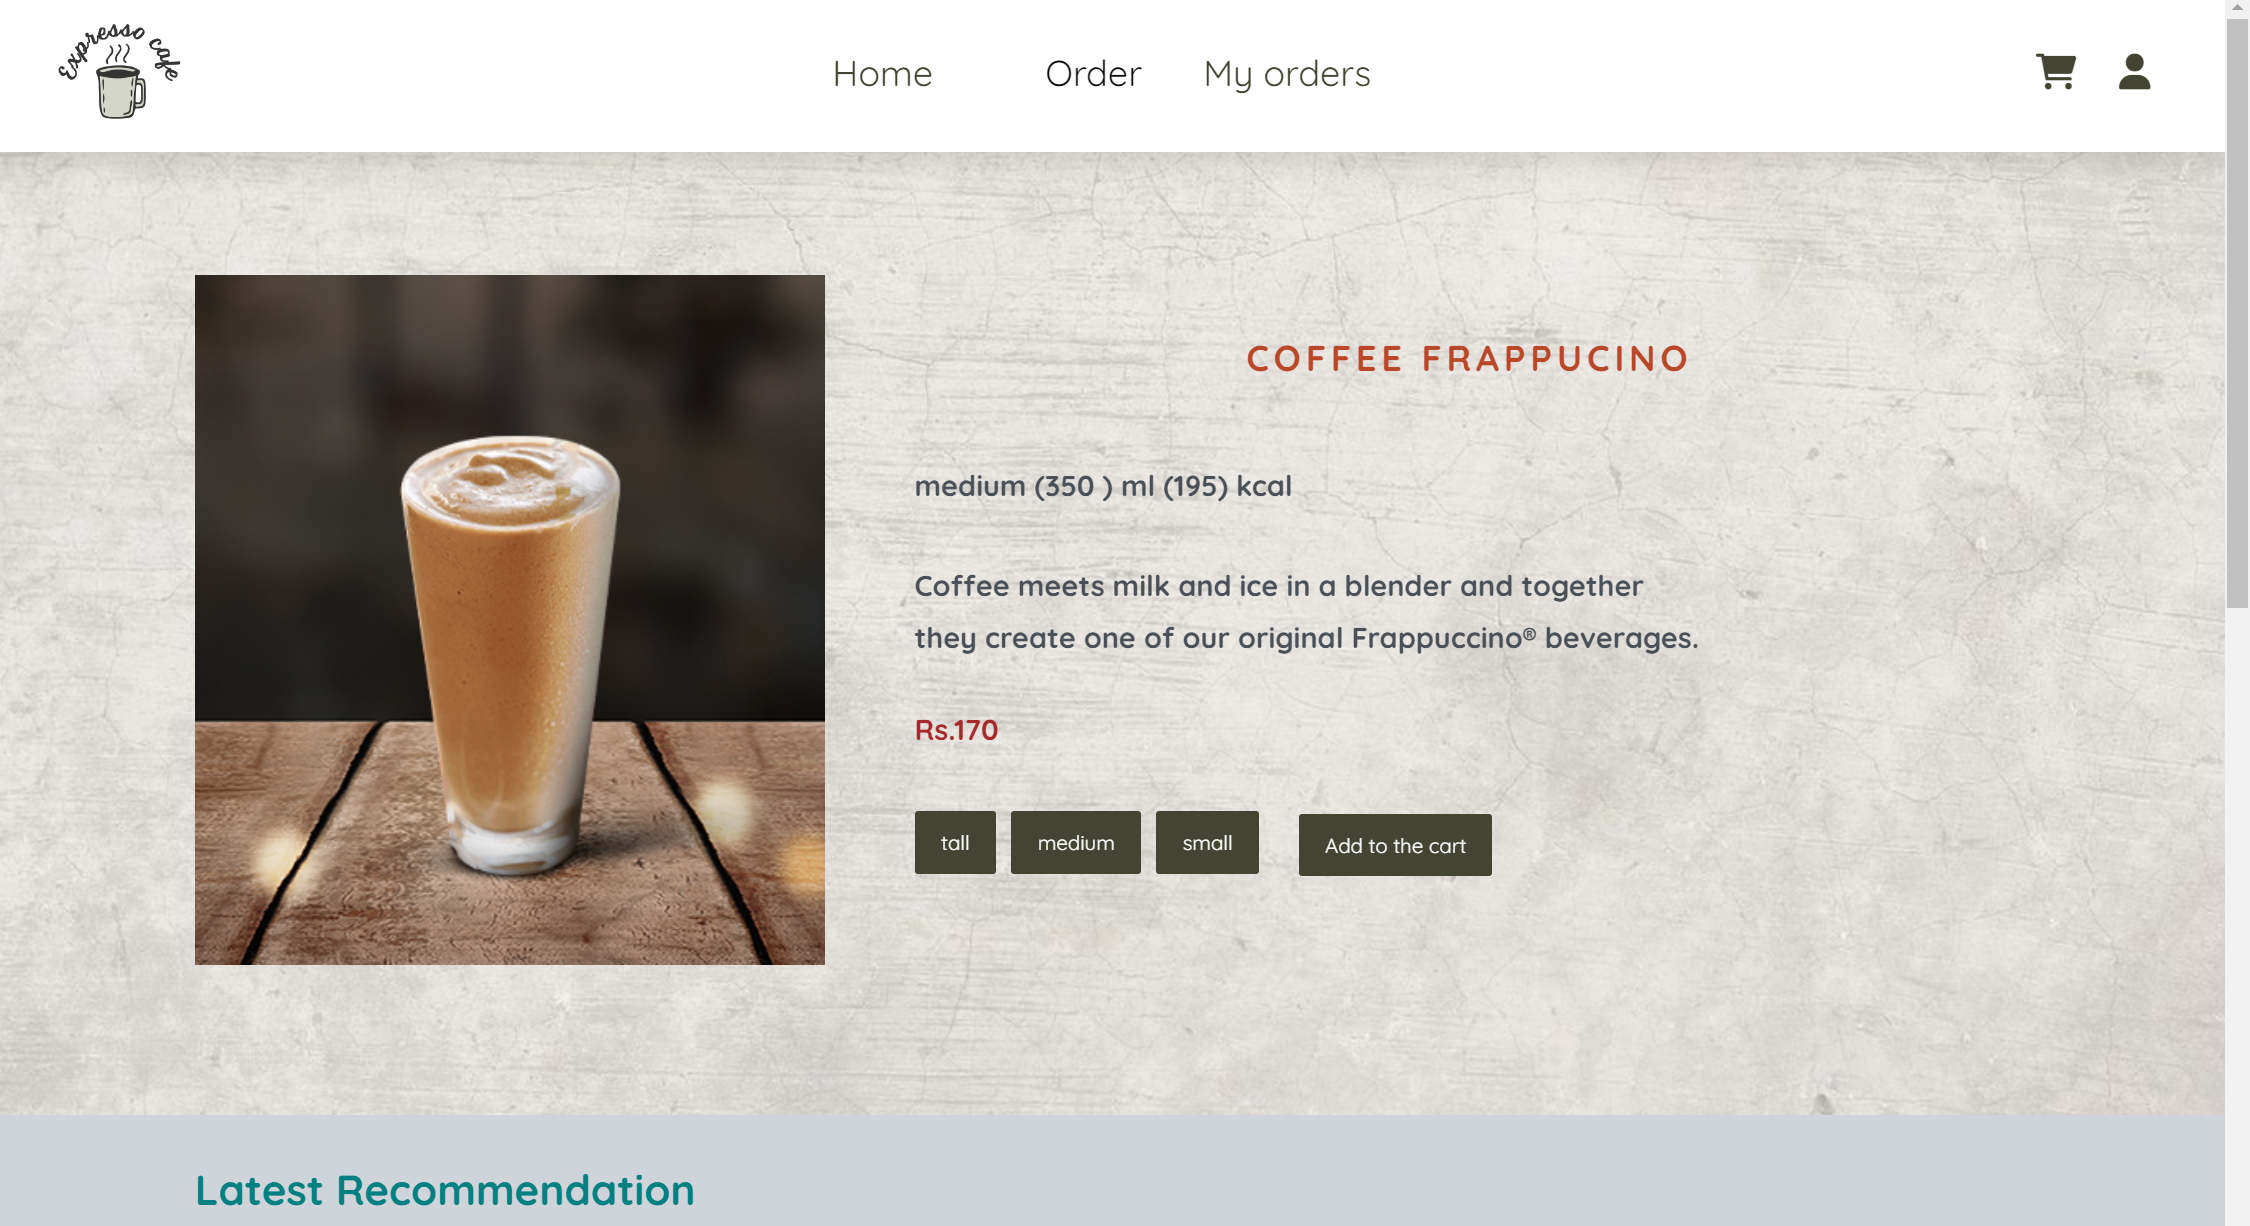 Expresso cafe
Home Order My orders
COFFEE FRAPPUCINO
medium (350 ) ml (195) kcal
Coffee meets milk and ice in a blender and together
they create one of our original Frappuccino® beverages.
Rs.170
tall medium small Add to the cart
Latest Recommendation